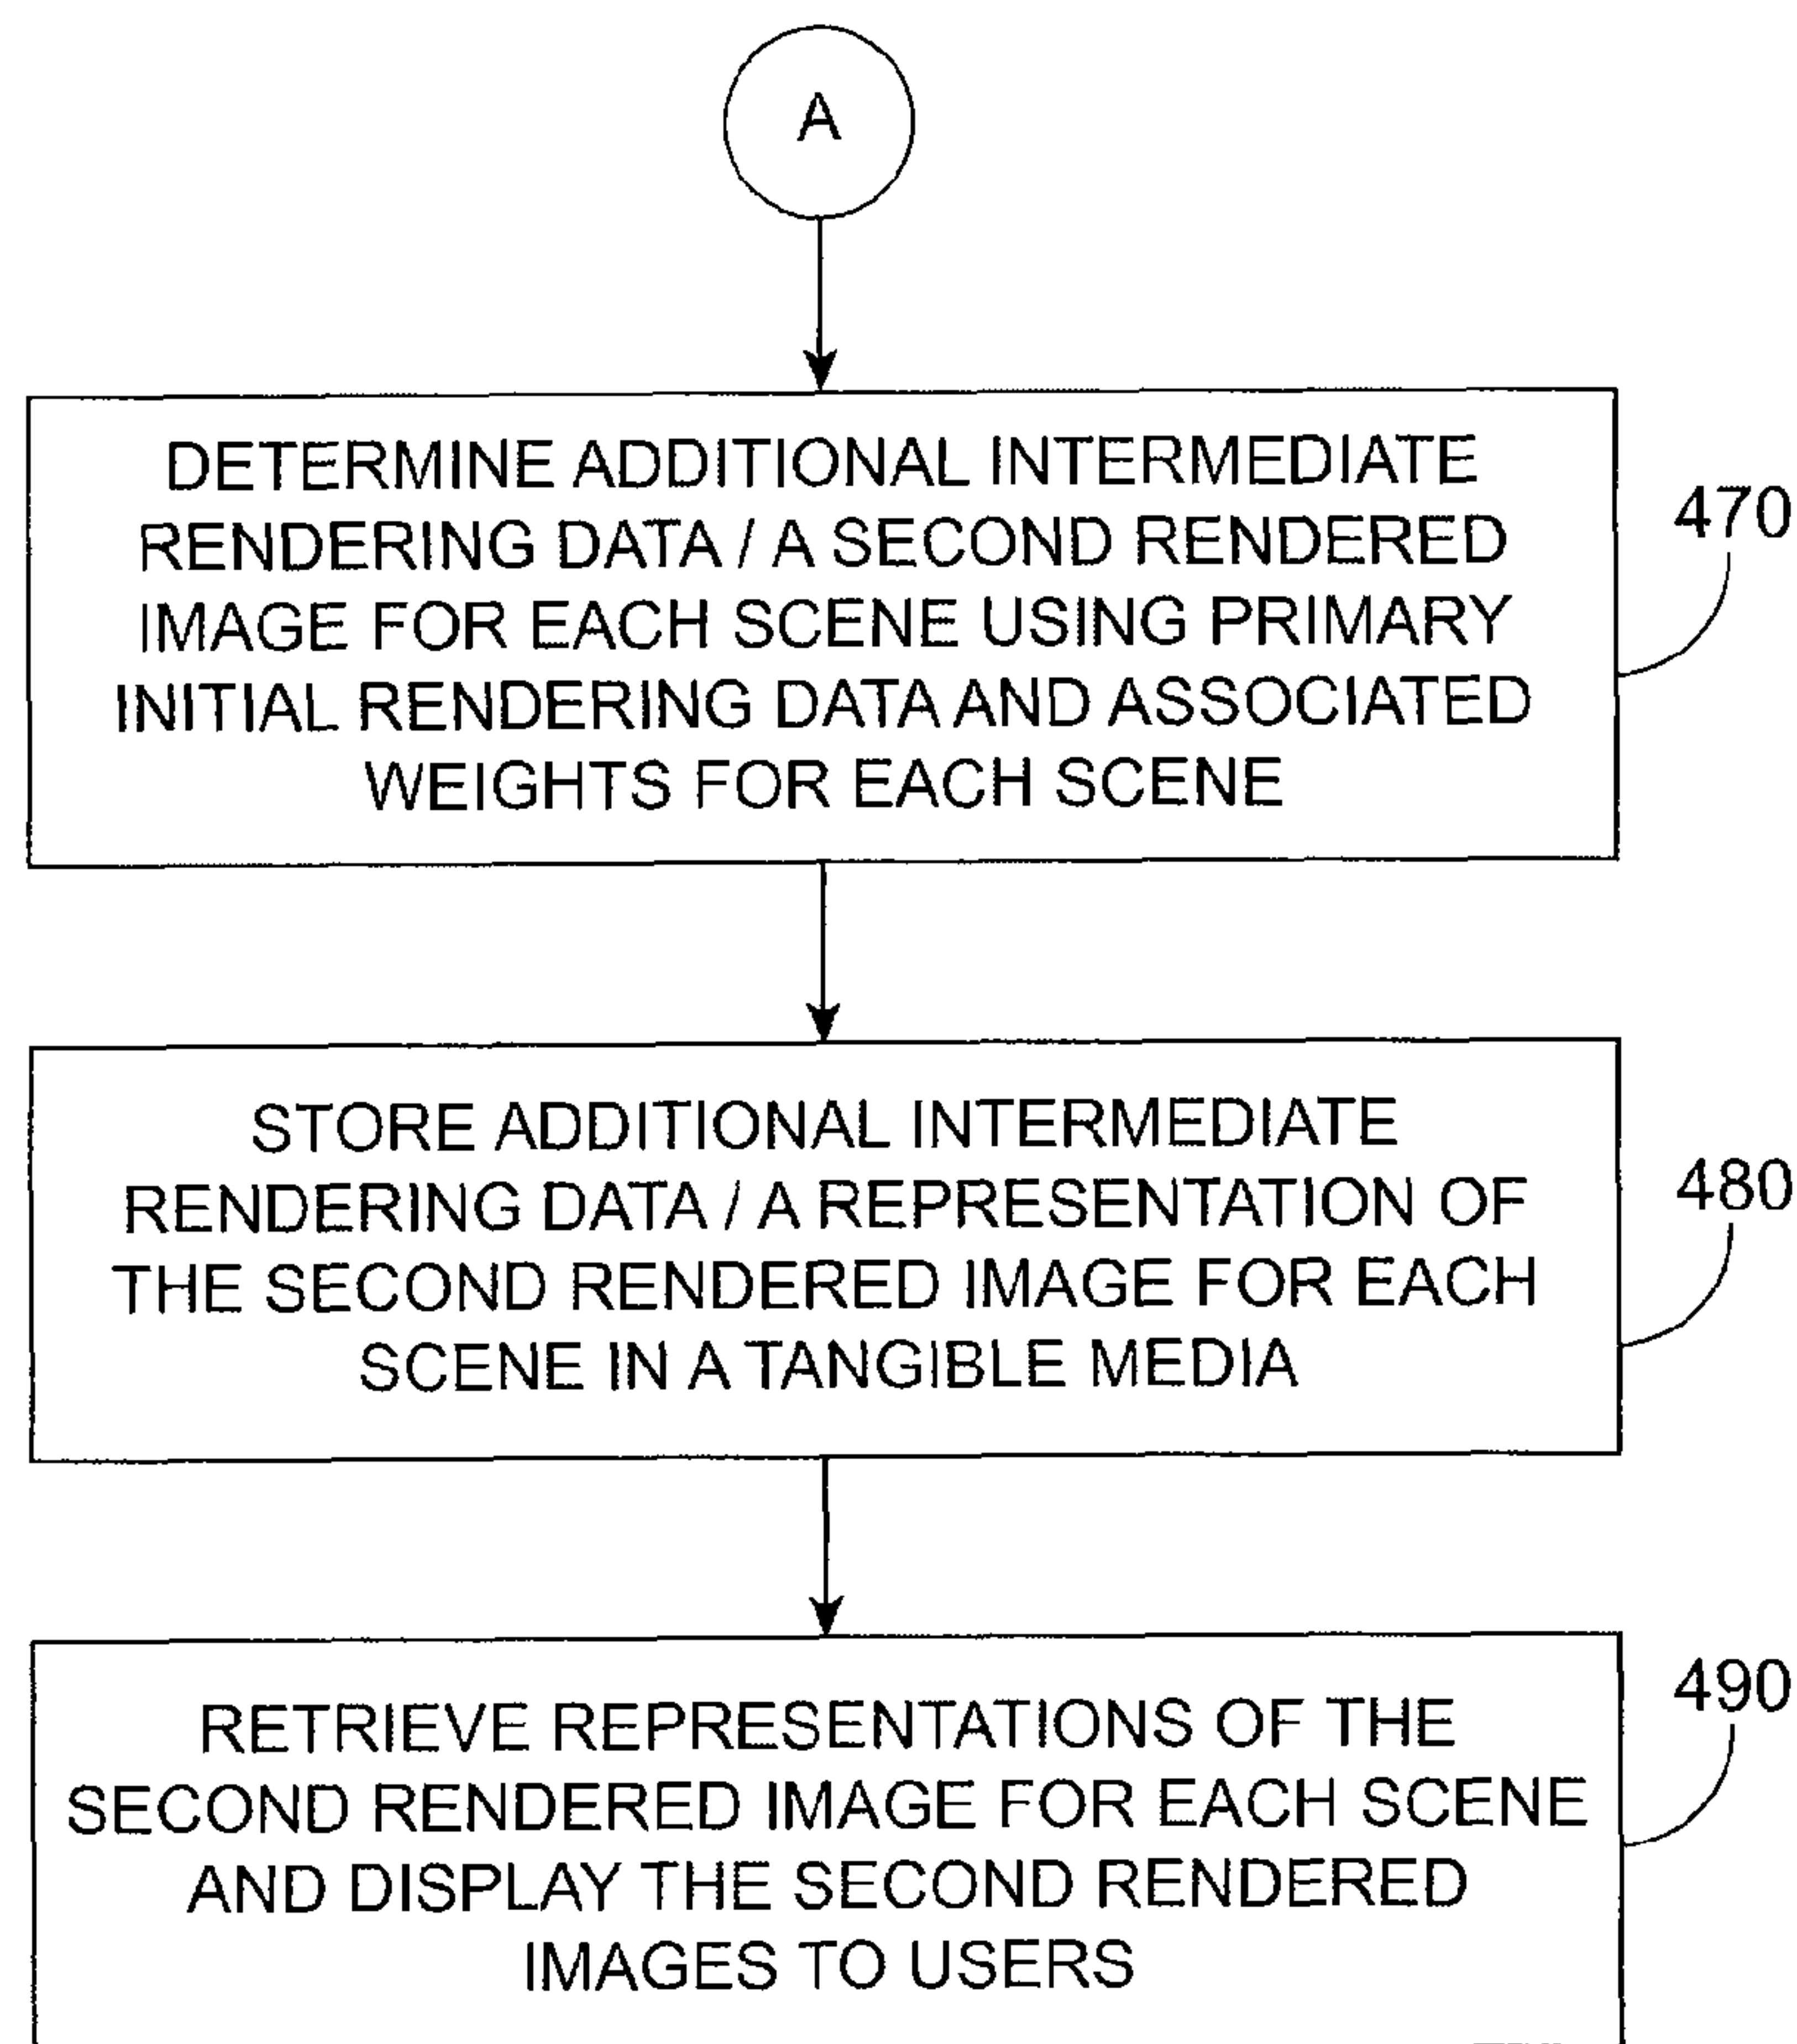 A
DETERMINE ADDITIONAL INTERMEDIATE
RENDERING DATA / A SECOND RENDERED
IMAGE FOR EACH SCENE USING PRIMARY
INITIAL RENDERING DATA AND ASSOCIATED
WEIGHTS FOR EACH SCENE
470
STORE ADDITIONAL INTERMEDIATE
RENDERING DATA / A REPRESENTATION OF
THE SECOND RENDERED IMAGE FOR EACH
SCENE IN A TANGIBLE MEDIA
480
RETRIEVE REPRESENTATIONS OF THE
SECOND RENDERED IMAGE FOR EACH SCENE
AND DISPLAY THE SECOND RENDERED
IMAGES TO USERS
490